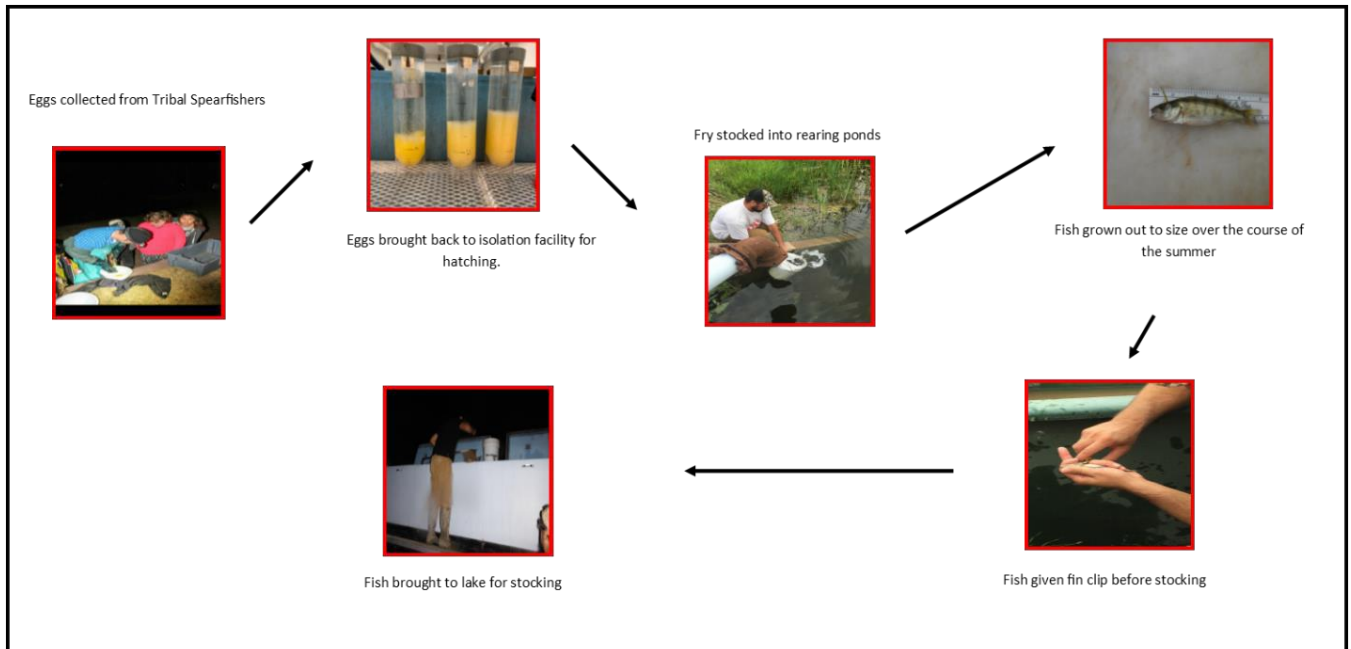 Eggs collected from Tribal Spearfishers
Eggs brought back to isolation facility for
hatching.
Fry stocked into rearing ponds
Fish grown out to size over the course of
the summer
Fish given fin clip before stocking
Fish brought to lake for stocking